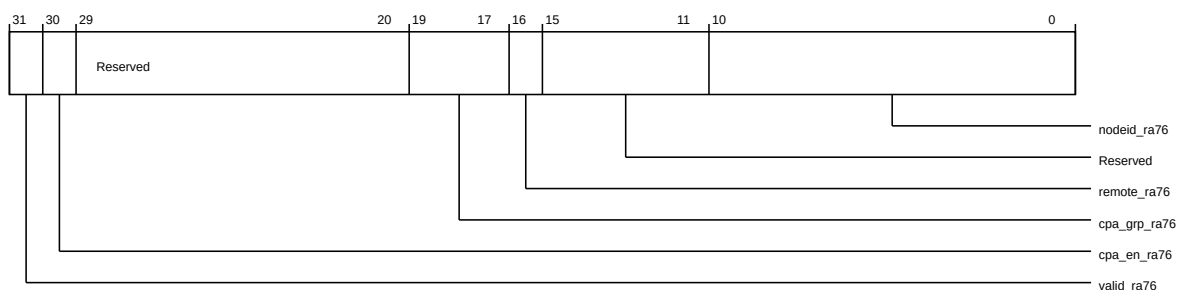 31 30 29 20 19 17 16 15 11 10 0
Reserved
nodeid_ra76
Reserved
remote_ra76
cpa_grp_ra76
cpa_en_ra76
valid_ra76